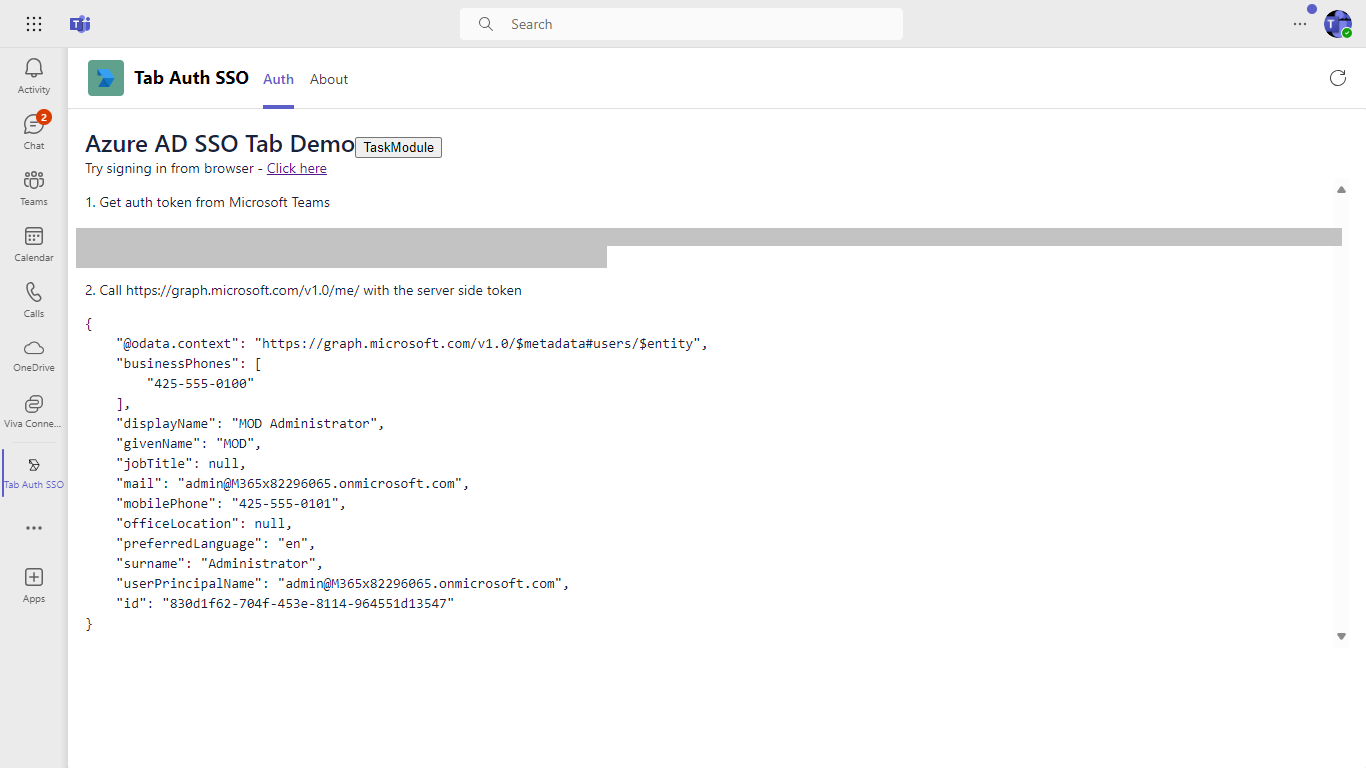 Search
Activity
2
Chat
Teams
Calendar
Calls
OneDrive
Viva Conne...
Tab Auth SSO
Apps
Tab Auth SSO Auth About
Azure AD SSO Tab Demo TaskModule
Try signing in from browser - Click here
1. Get auth token from Microsoft Teams
2. Call https://graph.microsoft.com/v1.0/me/ with the server side token
{
    "@odata.context": "https://graph.microsoft.com/v1.0/$metadata#users/$entity",
    "businessPhones": [
        "425-555-0100"
    ],
    "displayName": "MOD Administrator",
    "givenName": "MOD",
    "jobTitle": null,
    "mail": "admin@M365x82296065.onmicrosoft.com",
    "mobilePhone": "425-555-0101",
    "officeLocation": null,
    "preferredLanguage": "en",
    "surname": "Administrator",
    "userPrincipalName": "admin@M365x82296065.onmicrosoft.com",
    "id": "830d1f62-704f-453e-8114-964551d13547"
}